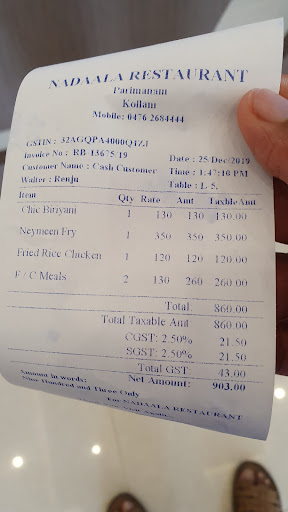 NADAALA RESTAURANT
Parimanam
Kollam
Mobile: 0476 2684444
GSTIN : 32AGQPA4000Q1ZJ
Invoice No : RB-13675/19 Date : 25/Dec/2019
Customer Name : Cash Customer Time : 1:47:10 PM
Waiter : Renju Table : L-5,
Item Qty Rate Amt Taxble Amt
Chic Biriyani 1 130 130 130.00
Neymeen Fry 1 350 350 350.00
Fried Rice Chicken 1 120 120 120.00
F / C Meals 2 130 260 260.00
Total: 860.00
Total Taxable Amt 860.00
CGST: 2.50% 21.50
SGST: 2.50% 21.50
Total GST 43.00
Net Amount: 903.00
Amount in words:
Nine Hundred and Three Only
For NADAALA RESTAURANT